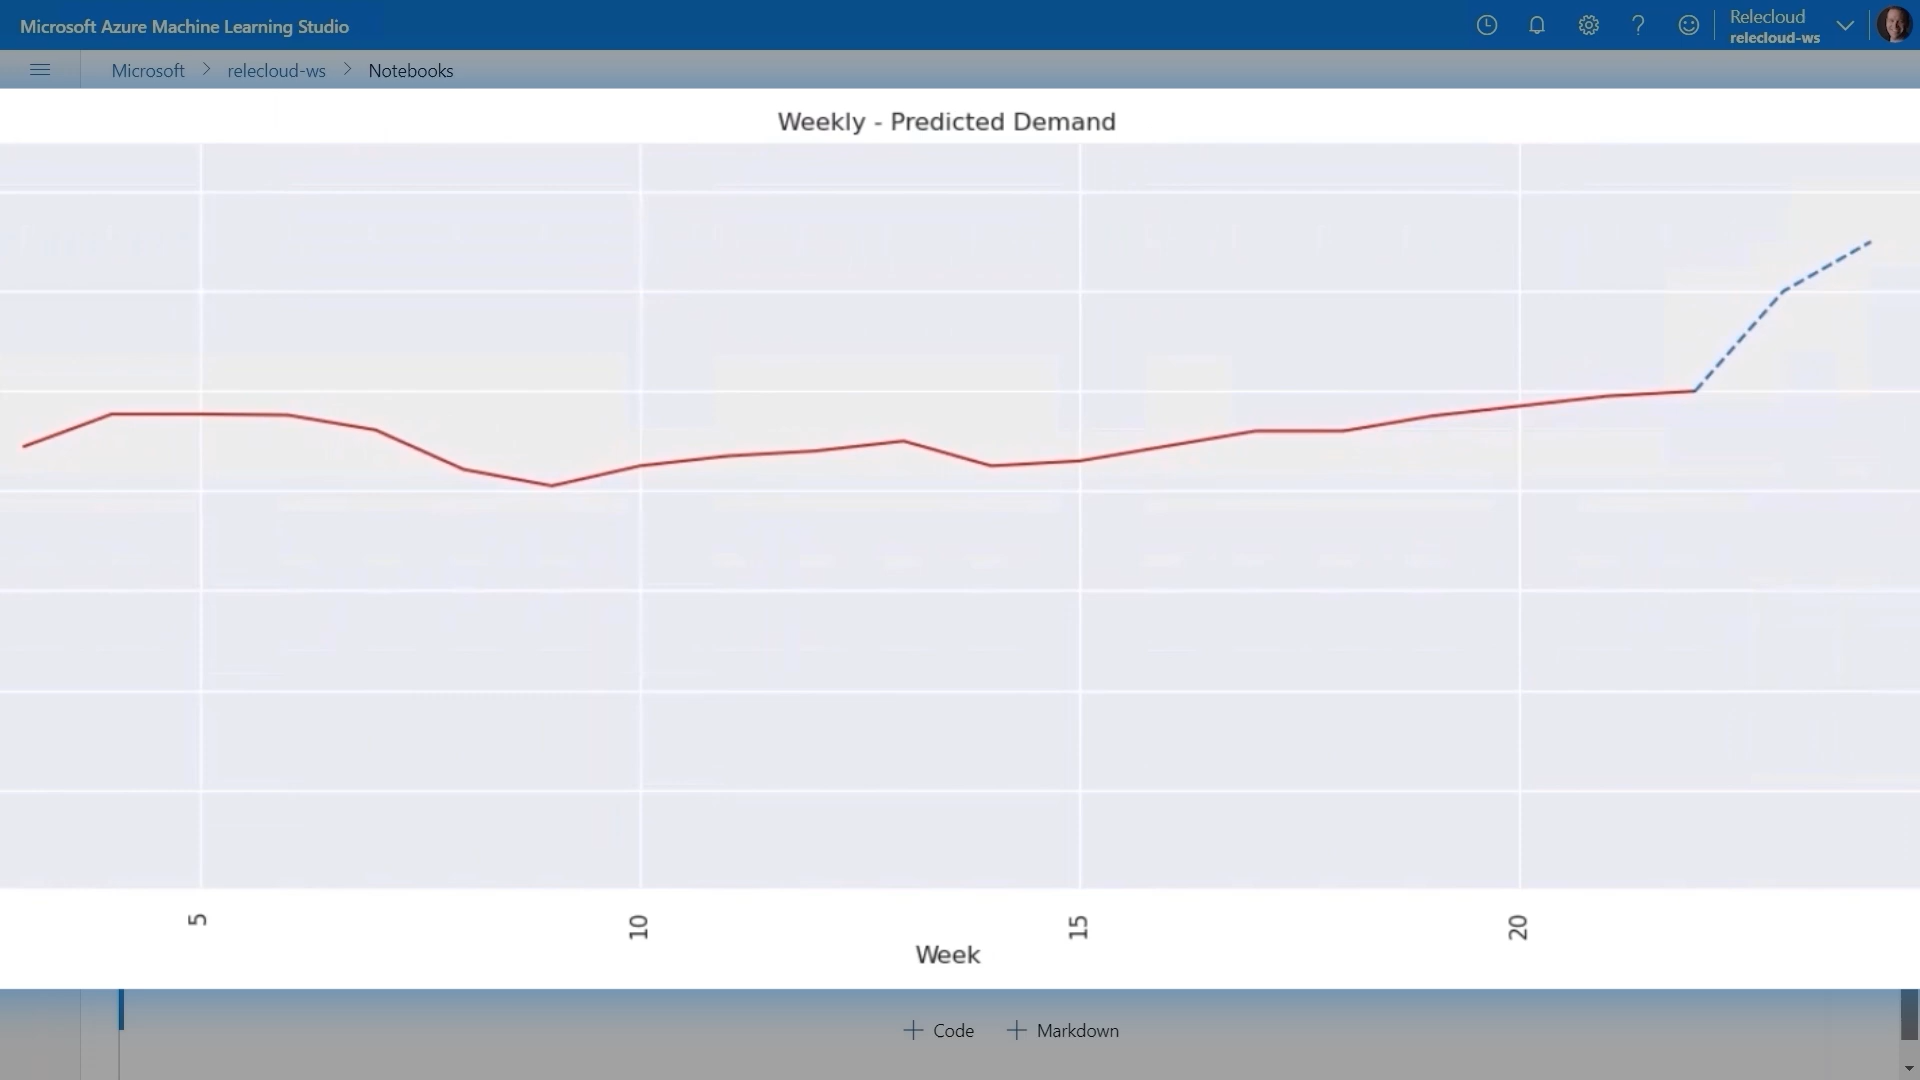 Microsoft Azure Machine Learning Studio
Relecloud
relecloud-ws
Microsoft > relecloud-ws > Notebooks
Weekly - Predicted Demand
5 10 15 20
Week
+ Code + Markdown